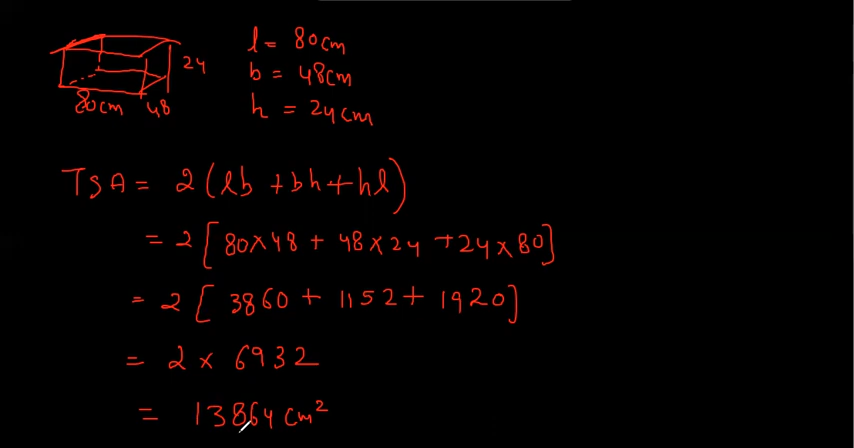 l = 80cm
b = 48cm
h = 24cm
24
80cm
48
TSA = 2(lb + bh + hl)
= 2[80×48 + 48×24 + 24×80]
= 2[3860 + 1152 + 1920]
= 2 × 6932
= 13864 cm²